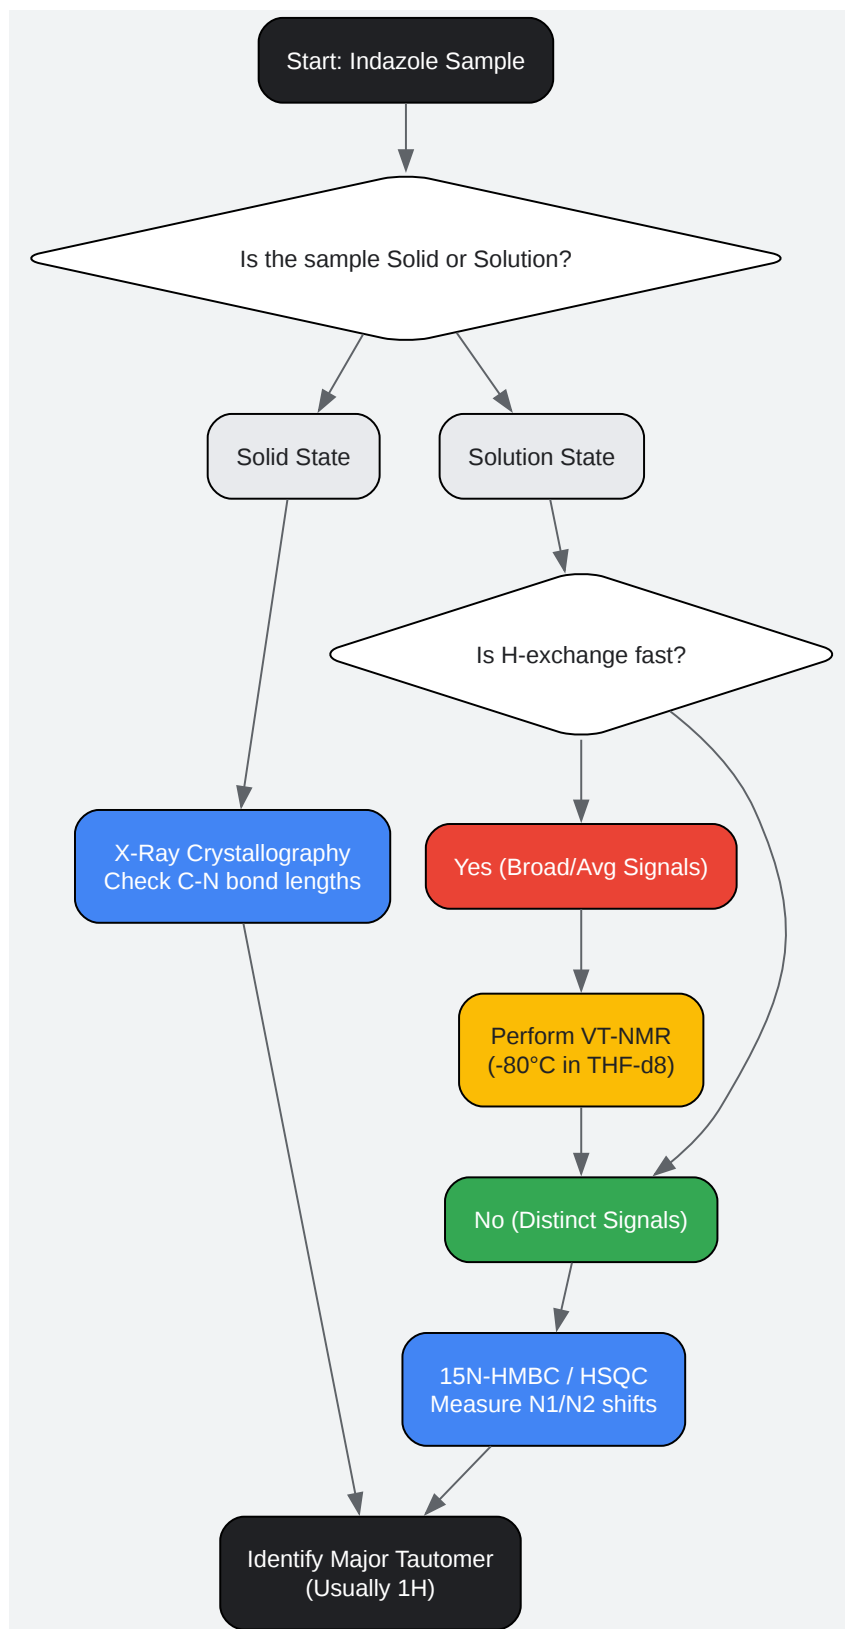 Start: Indazole Sample
Is the sample Solid or Solution?
Solid State
Solution State
Is H-exchange fast?
X-Ray Crystallography
Check C-N bond lengths
Yes (Broad/Avg Signals)
Perform VT-NMR
(-80°C in THF-d8)
No (Distinct Signals)
15N-HMBC / HSQC
Measure N1/N2 shifts
Identify Major Tautomer
(Usually 1H)